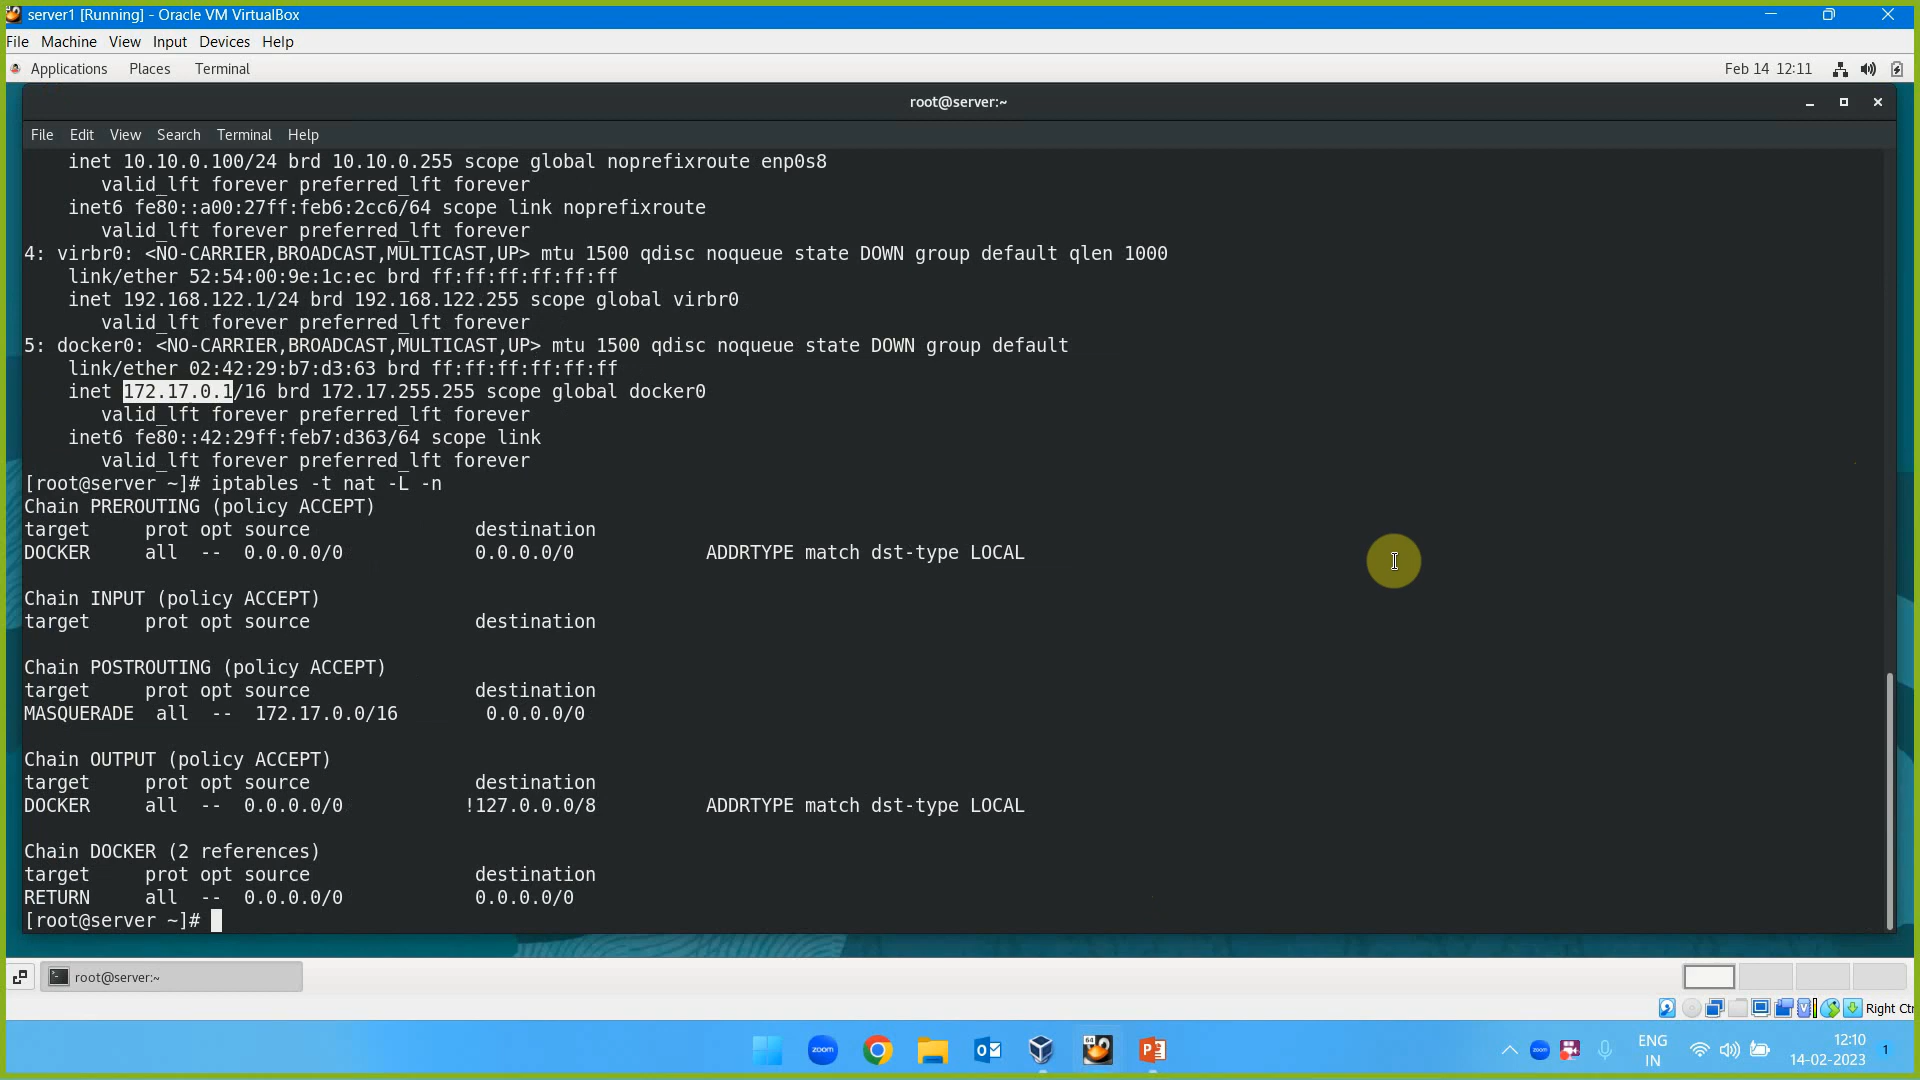 server1 [Running] - Oracle VM VirtualBox
File Machine View Input Devices Help
Applications Places Terminal Feb 14 12:11
root@server:~
File Edit View Search Terminal Help
inet 10.10.0.100/24 brd 10.10.0.255 scope global noprefixroute enp0s8
valid_lft forever preferred_lft forever
inet6 fe80::a00:27ff:feb6:2cc6/64 scope link noprefixroute
valid_lft forever preferred_lft forever
4: virbr0: <NO-CARRIER,BROADCAST,MULTICAST,UP> mtu 1500 qdisc noqueue state DOWN group default qlen 1000
link/ether 52:54:00:9e:1c:ec brd ff:ff:ff:ff:ff:ff
inet 192.168.122.1/24 brd 192.168.122.255 scope global virbr0
valid_lft forever preferred_lft forever
5: docker0: <NO-CARRIER,BROADCAST,MULTICAST,UP> mtu 1500 qdisc noqueue state DOWN group default
link/ether 02:42:29:b7:d3:63 brd ff:ff:ff:ff:ff:ff
inet 172.17.0.1/16 brd 172.17.255.255 scope global docker0
valid_lft forever preferred_lft forever
inet6 fe80::42:29ff:feb7:d363/64 scope link
valid_lft forever preferred_lft forever
[root@server ~]# iptables -t nat -L -n
Chain PREROUTING (policy ACCEPT)
target prot opt source destination
DOCKER all -- 0.0.0.0/0 0.0.0.0/0 ADDRTYPE match dst-type LOCAL
Chain INPUT (policy ACCEPT)
target prot opt source destination
Chain POSTROUTING (policy ACCEPT)
target prot opt source destination
MASQUERADE all -- 172.17.0.0/16 0.0.0.0/0
Chain OUTPUT (policy ACCEPT)
target prot opt source destination
DOCKER all -- 0.0.0.0/0 !127.0.0.0/8 ADDRTYPE match dst-type LOCAL
Chain DOCKER (2 references)
target prot opt source destination
RETURN all -- 0.0.0.0/0 0.0.0.0/0
[root@server ~]#
root@server:~
Right Ctr
zoom
64
zoom
ENG
IN
12:10
14-02-2023
1